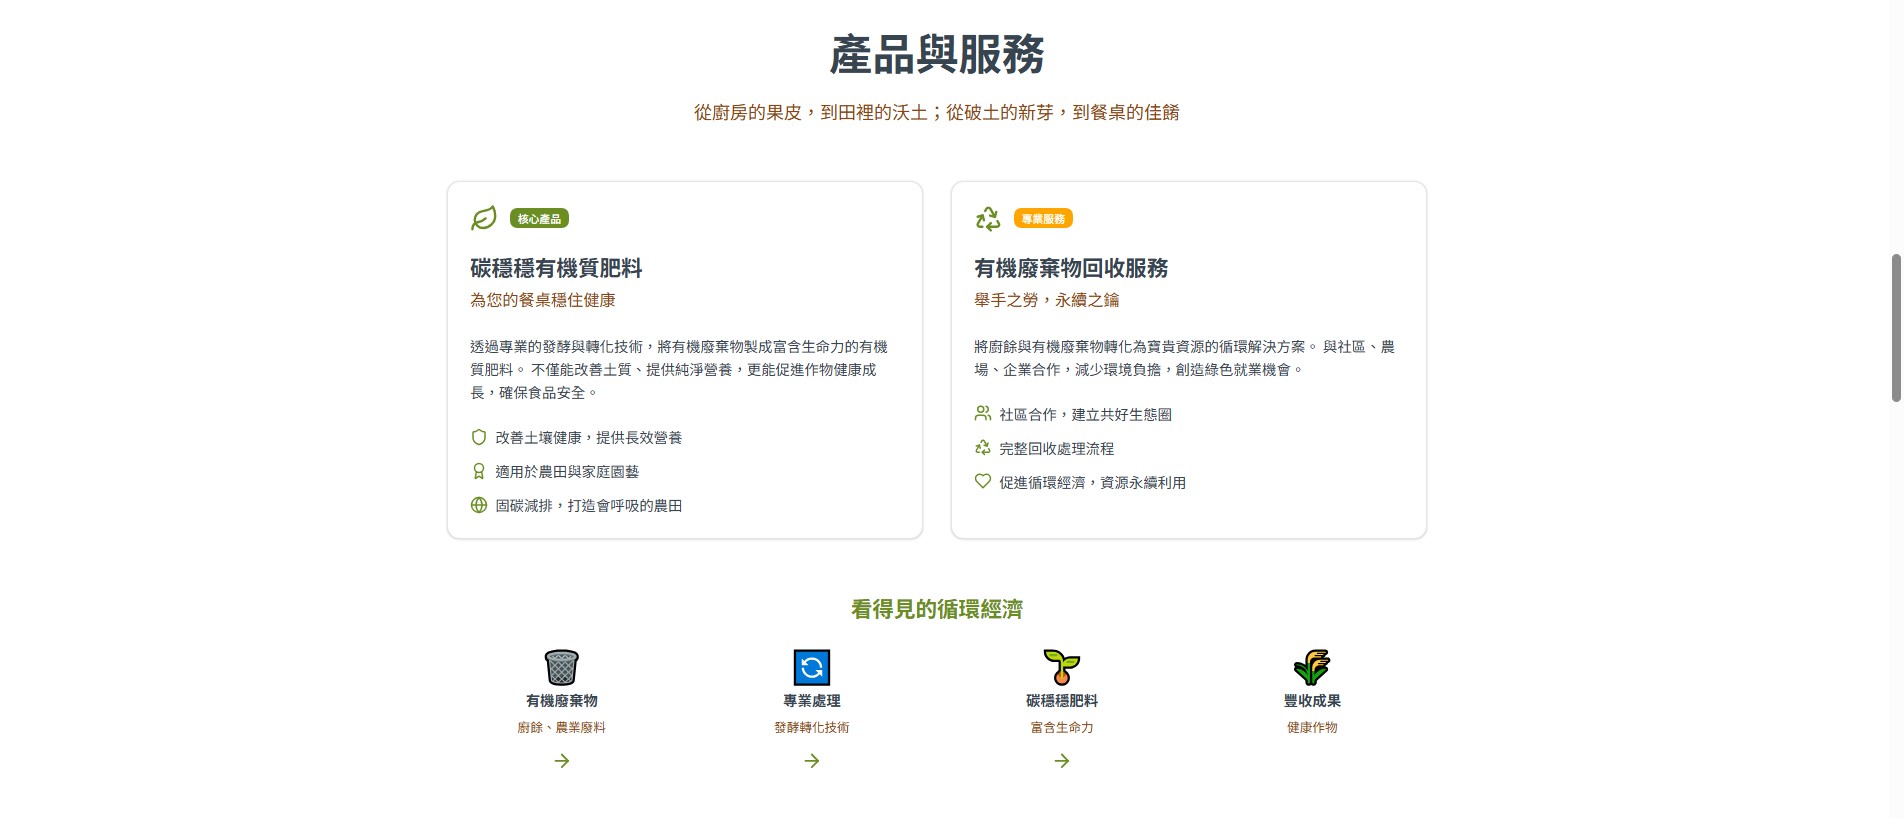 產品與服務
從廚房的果皮，到田裡的沃土；從破土的新芽，到餐桌的佳餚
核心產品
碳穩穩有機質肥料
為您的餐桌穩住健康
透過專業的發酵與轉化技術，將有機廢棄物製成富含生命力的有機
質肥料。 不僅能改善土質、提供純淨營養，更能促進作物健康成
長，確保食品安全。
改善土壤健康，提供長效營養
適用於農田與家庭園藝
固碳減排，打造會呼吸的農田
專業服務
有機廢棄物回收服務
舉手之勞，永續之鑰
將廚餘與有機廢棄物轉化為寶貴資源的循環解決方案。 與社區、農
場、企業合作，減少環境負擔，創造綠色就業機會。
社區合作，建立共好生態圈
完整回收處理流程
促進循環經濟，資源永續利用
看得見的循環經濟
有機廢棄物
廚餘、農業廢料
專業處理
發酵轉化技術
碳穩穩肥料
富含生命力
豐收成果
健康作物